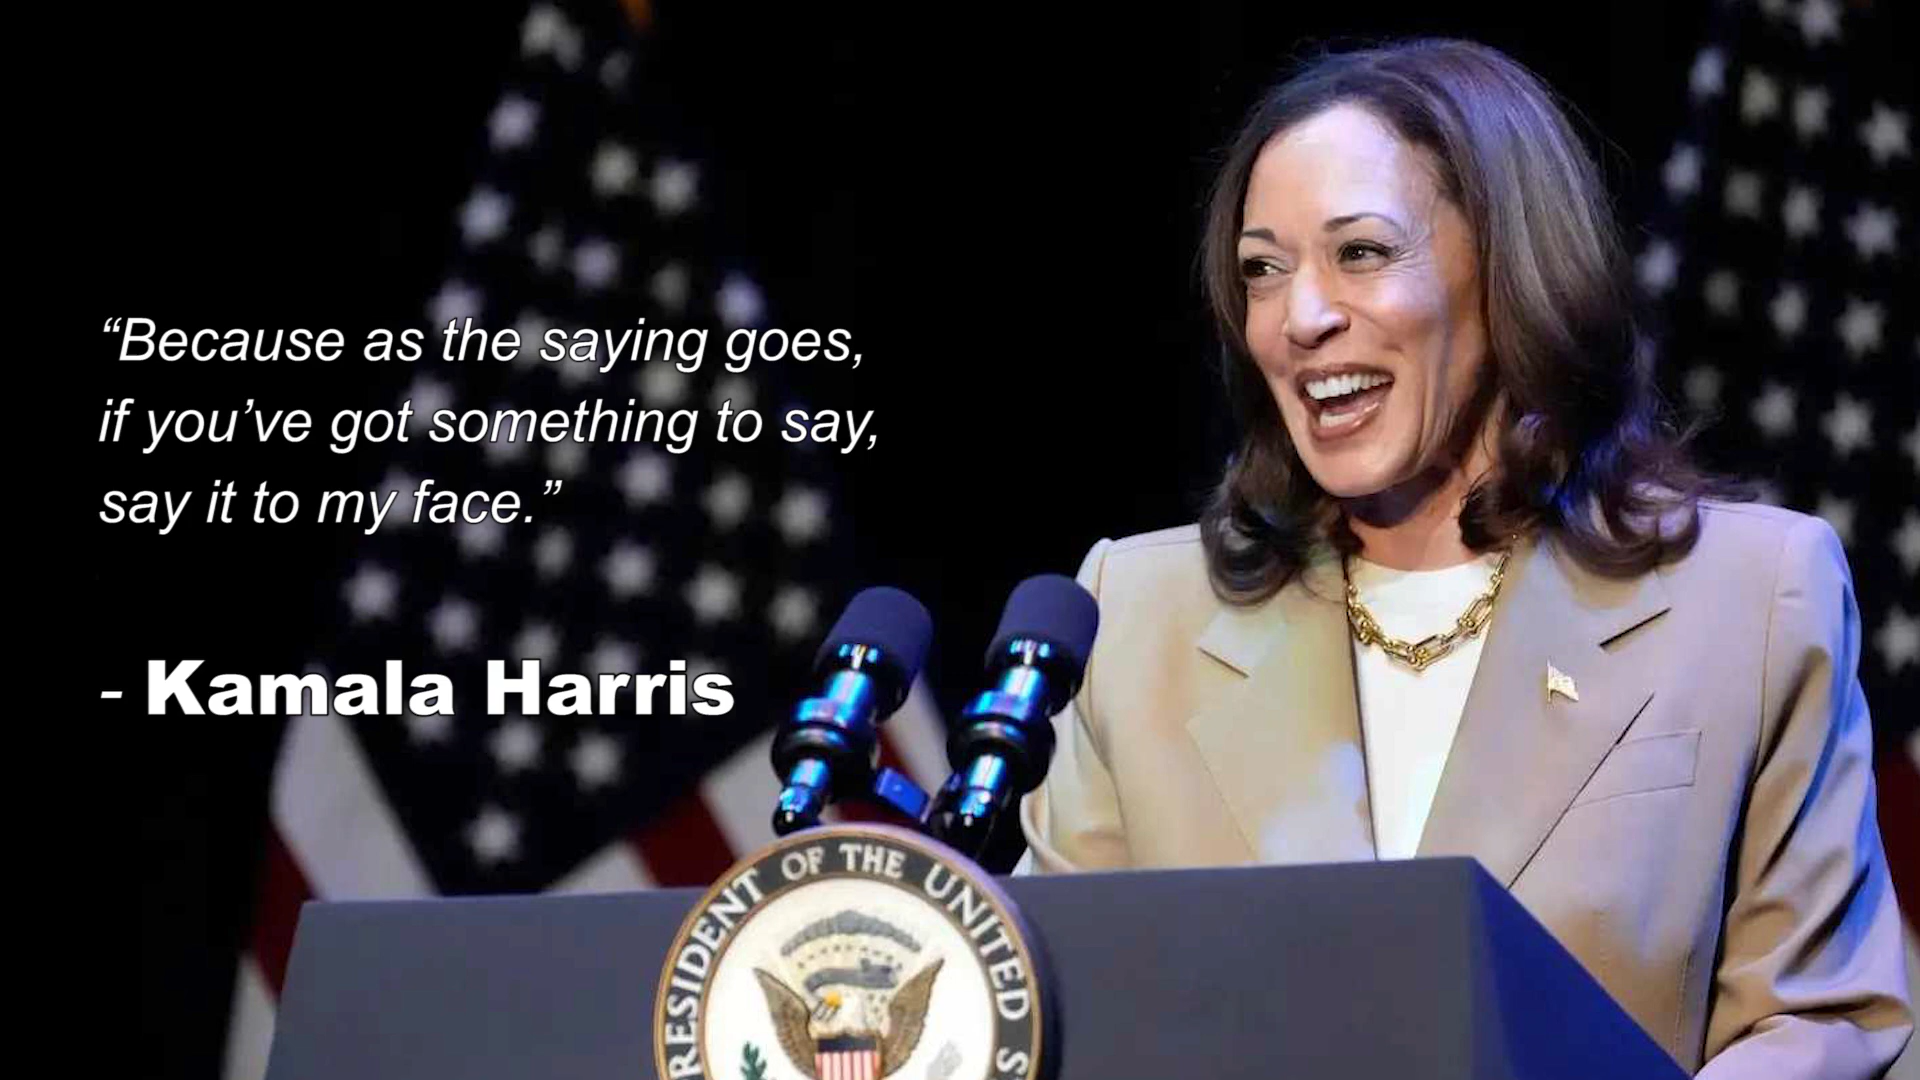 “Because as the saying goes,
if you’ve got something to say,
say it to my face.”
- Kamala Harris
RESIDENT OF THE UNITED S